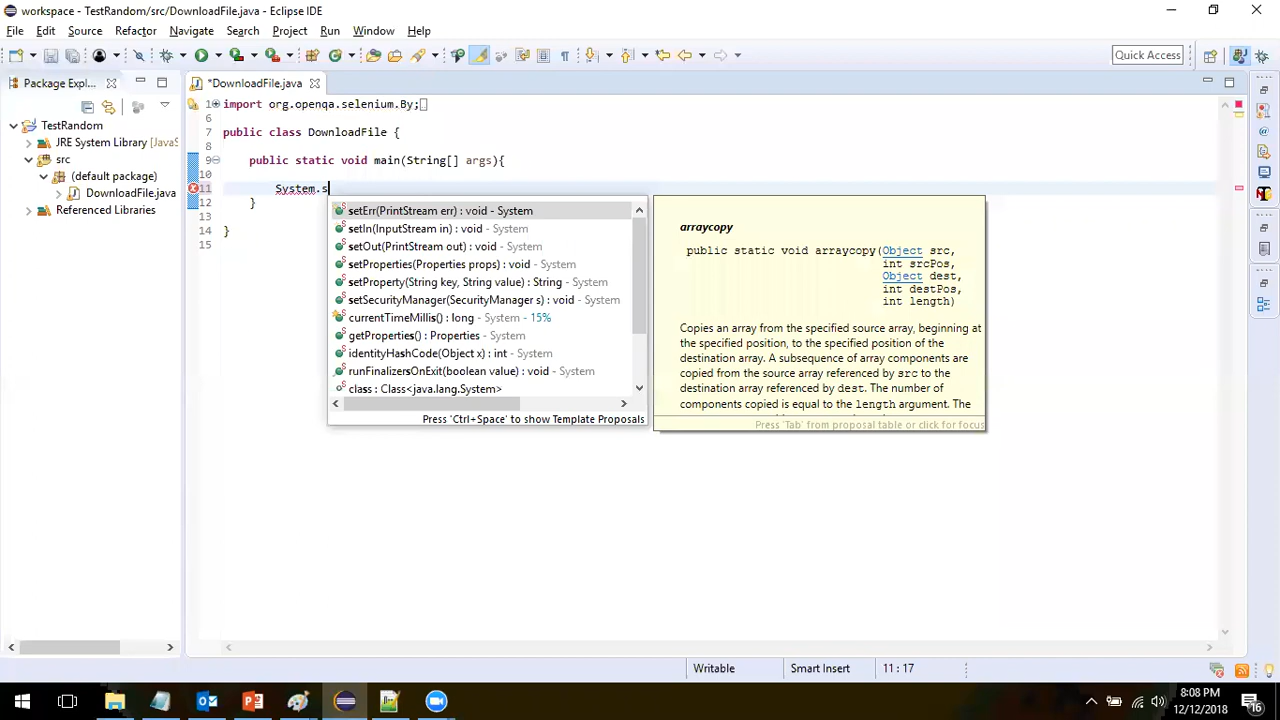 workspace - TestRandom/src/DownloadFile.java - Eclipse IDE
File Edit Source Refactor Navigate Search Project Run Window Help
Quick Access
Package Expl...
*DownloadFile.java
TestRandom
JRE System Library [JavaS
src
(default package)
DownloadFile.java
Referenced Libraries
1 import org.openqa.selenium.By;
6
7 public class DownloadFile {
8
9 public static void main(String[] args){
10
11 System.s
12 }
13
14 }
15
setErr(PrintStream err) : void - System
setIn(InputStream in) : void - System
setOut(PrintStream out) : void - System
setProperties(Properties props) : void - System
setProperty(String key, String value) : String - System
setSecurityManager(SecurityManager s) : void - System
currentTimeMillis() : long - System - 15%
getProperties() : Properties - System
identityHashCode(Object x) : int - System
runFinalizersOnExit(boolean value) : void - System
class : Class<java.lang.System>
Press 'Ctrl+Space' to show Template Proposals
arraycopy
public static void arraycopy(Object src,
int srcPos,
Object dest,
int destPos,
int length)
Copies an array from the specified source array, beginning at
the specified position, to the specified position of the
destination array. A subsequence of array components are
copied from the source array referenced by src to the
destination array referenced by dest. The number of
components copied is equal to the length argument. The
Press 'Tab' from proposal table or click for focus
Writable
Smart Insert
11 : 17
8:08 PM
12/12/2018
16